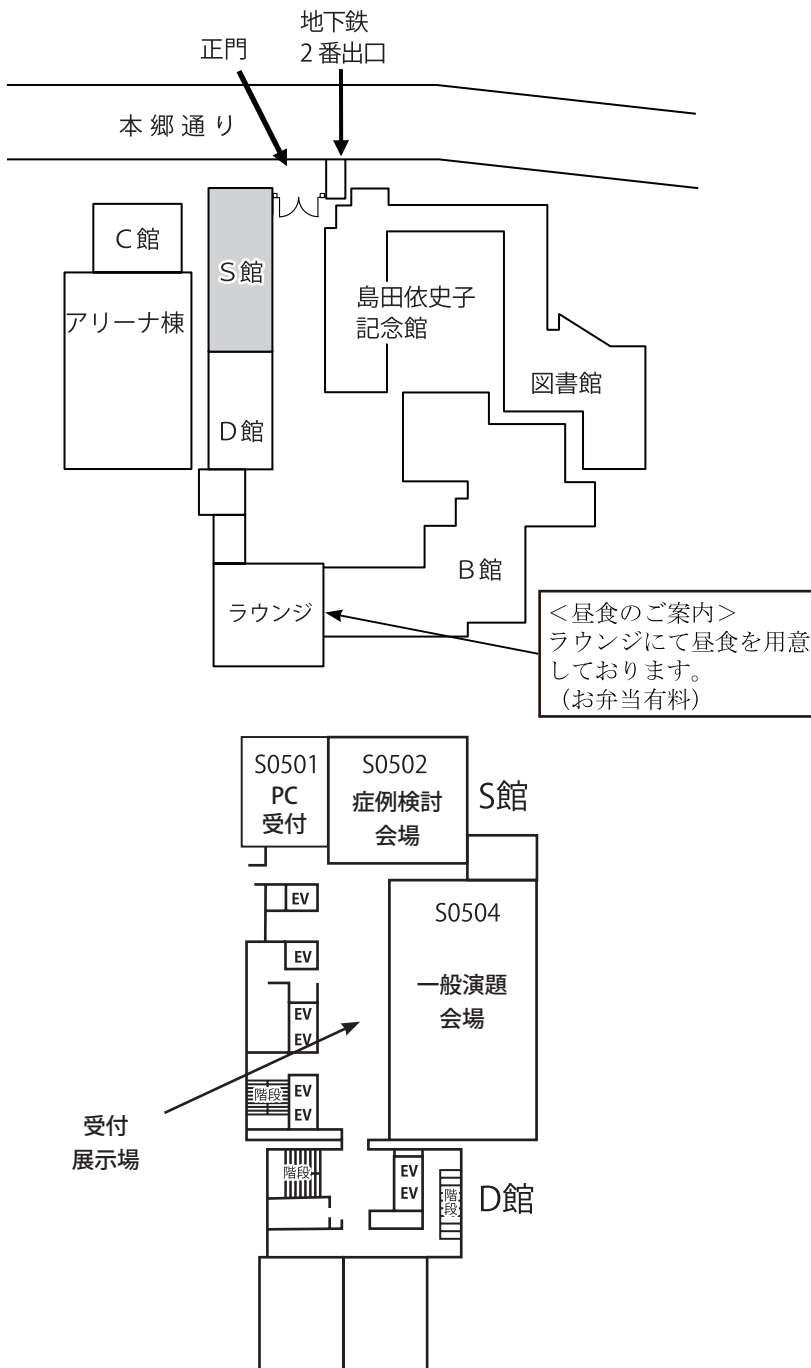 地下鉄
2番出口
正門
本郷通り
C館
S館
アリーナ棟
島田依史子
記念館
図書館
D館
B館
ラウンジ
<昼食のご案内>
ラウンジにて昼食を用意
しております。
(お弁当有料)
S0501
PC
受付
S0502
症例検討
会場
S館
EV
S0504
EV
一般演題
会場
EV
EV
階段
EV
EV
受付
展示場
階段
EV
EV
階段
D館